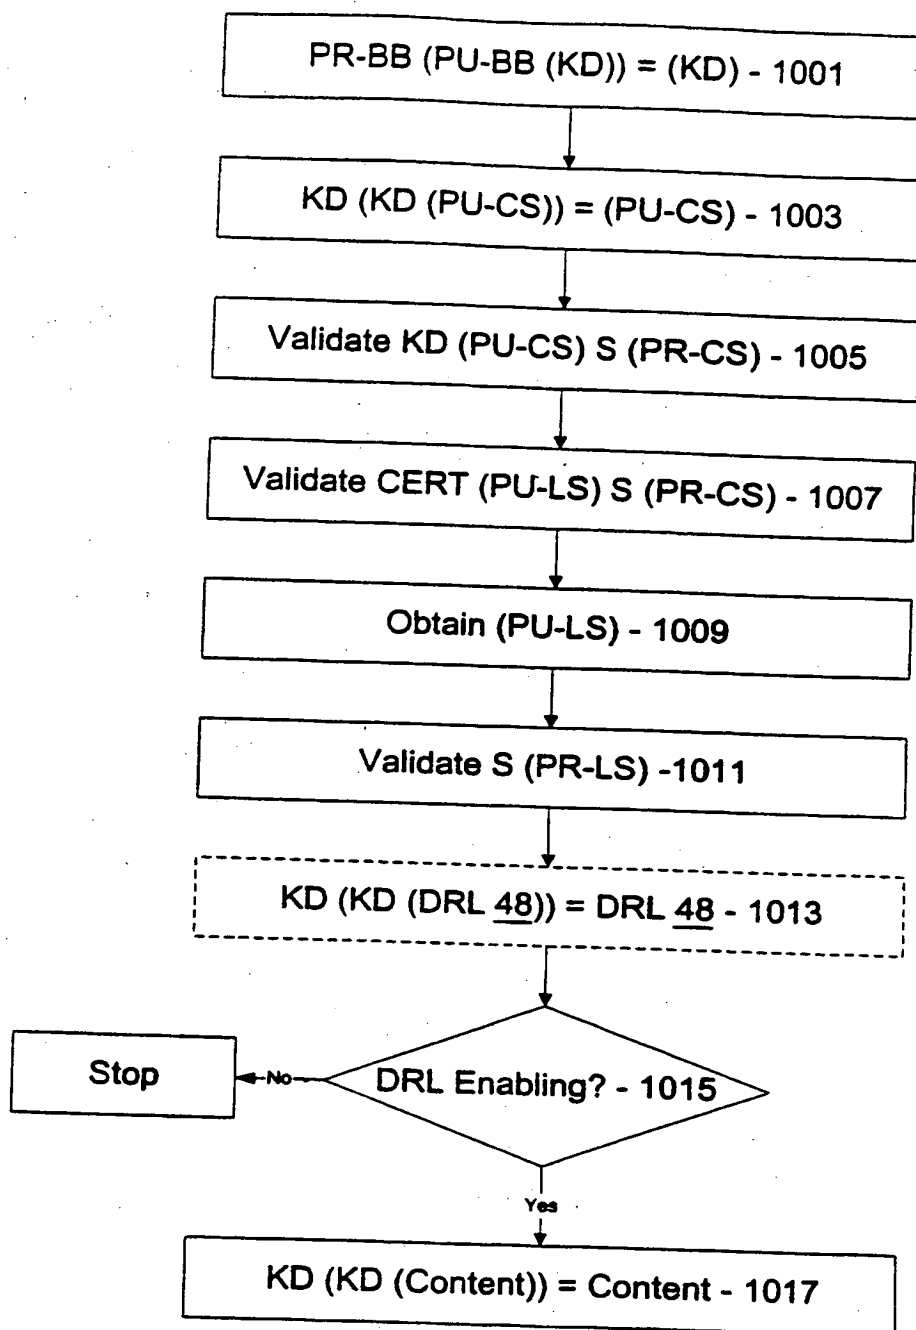 PR-BB (PU-BB (KD)) = (KD) - 1001
KD (KD (PU-CS)) = (PU-CS) - 1003
Validate KD (PU-CS) S (PR-CS) - 1005
Validate CERT (PU-LS) S (PR-CS) - 1007
Obtain (PU-LS) - 1009
Validate S (PR-LS) -1011
KD (KD (DRL 48)) = DRL 48 - 1013
DRL Enabling? - 1015
No
Stop
Yes
KD (KD (Content)) = Content - 1017